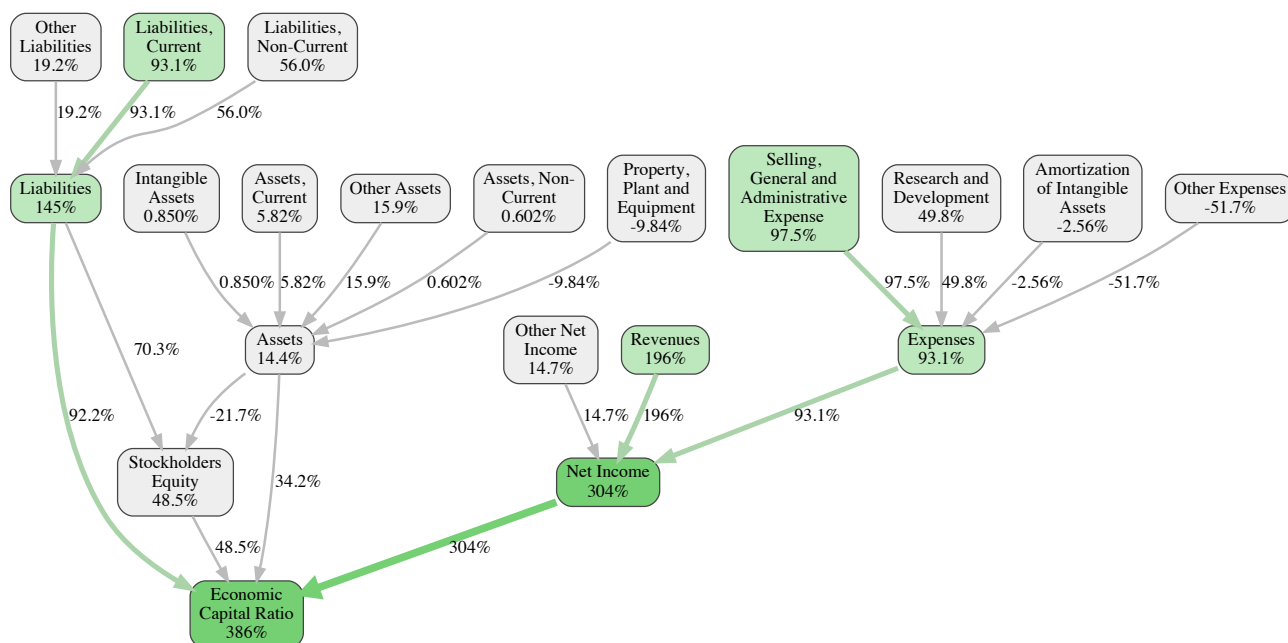 Other
Liabilities
19.2%
Liabilities,
Current
93.1%
Liabilities,
Non-Current
56.0%
19.2%
93.1%
56.0%
Liabilities
145%
Intangible
Assets
0.850%
Assets,
Current
5.82%
Other Assets
15.9%
Assets, Non-
Current
0.602%
Property,
Plant and
Equipment
-9.84%
Selling,
General and
Administrative
Expense
97.5%
Research and
Development
49.8%
Amortization
of Intangible
Assets
-2.56%
Other Expenses
-51.7%
0.850%
5.82%
15.9%
0.602%
-9.84%
97.5%
49.8%
-2.56%
-51.7%
70.3%
Assets
14.4%
Other Net
Income
14.7%
Revenues
196%
Expenses
93.1%
92.2%
-21.7%
14.7%
196%
93.1%
Stockholders
Equity
48.5%
34.2%
Net Income
304%
48.5%
304%
Economic
Capital Ratio
386%